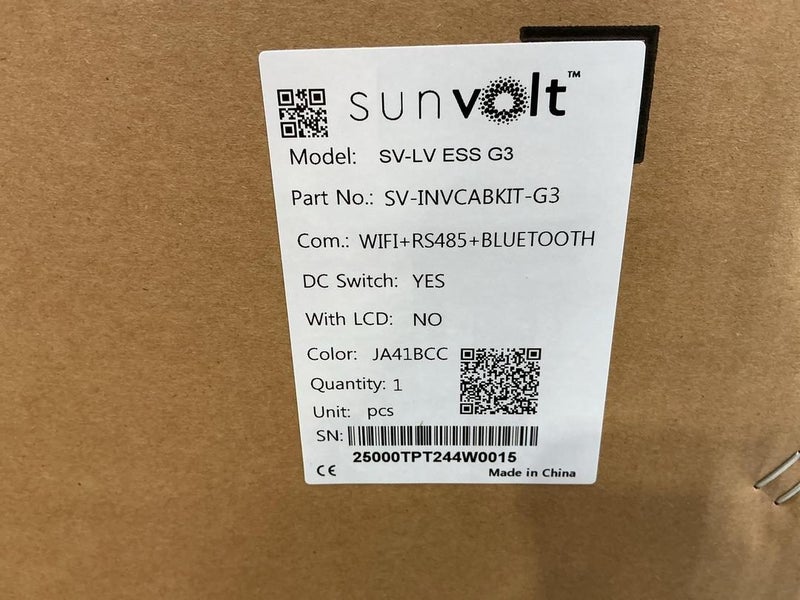 sunvolt™
Model: SV-LV ESS G3
Part No.: SV-INVCABKIT-G3
Com.: WIFI+RS485+BLUETOOTH
DC Switch: YES
With LCD: NO
Color: JA41BCC
Quantity: 1
Unit: pcs
SN:
25000TPT244W0015
CE Made in China